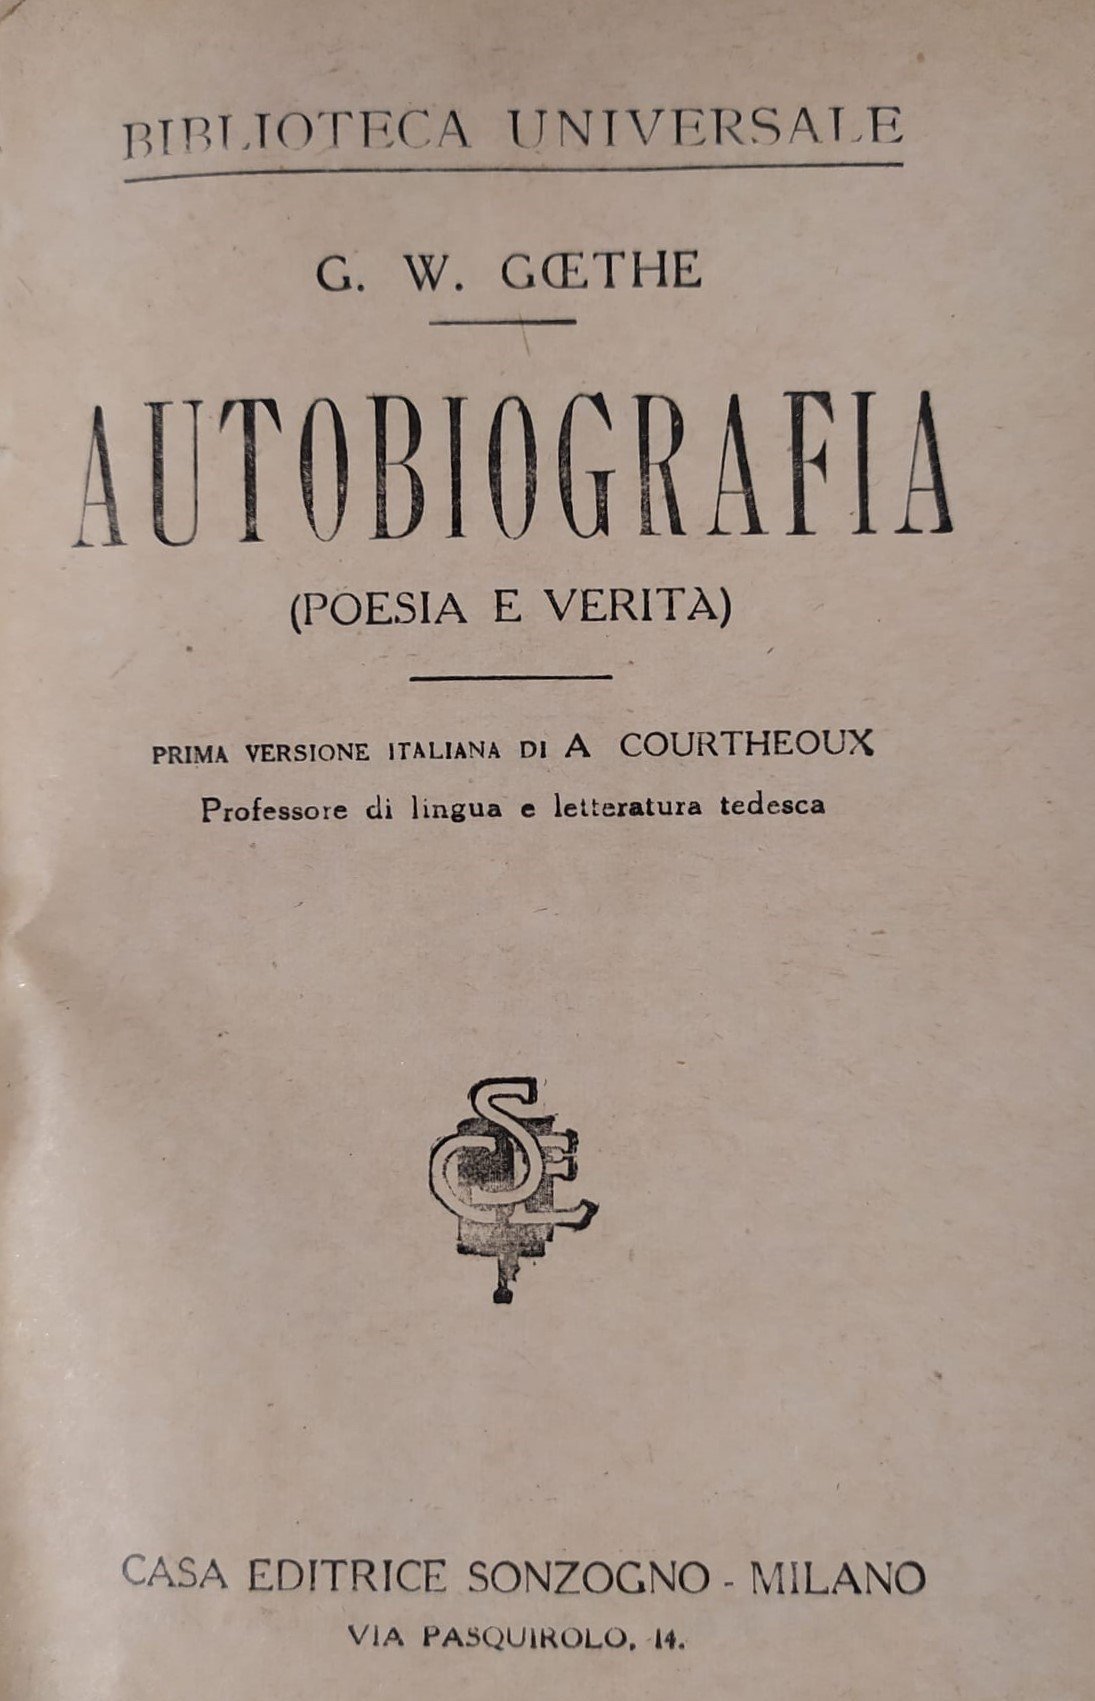 BIBLIOTECA UNIVERSALE
G. W. GŒTHE
AUTOBIOGRAFIA
(POESIA E VERITÀ)
PRIMA VERSIONE ITALIANA DI A COURTHEOUX
Professore di lingua e letteratura tedesca
CSE
CASA EDITRICE SONZOGNO - MILANO
VIA PASQUIROLO, 14.